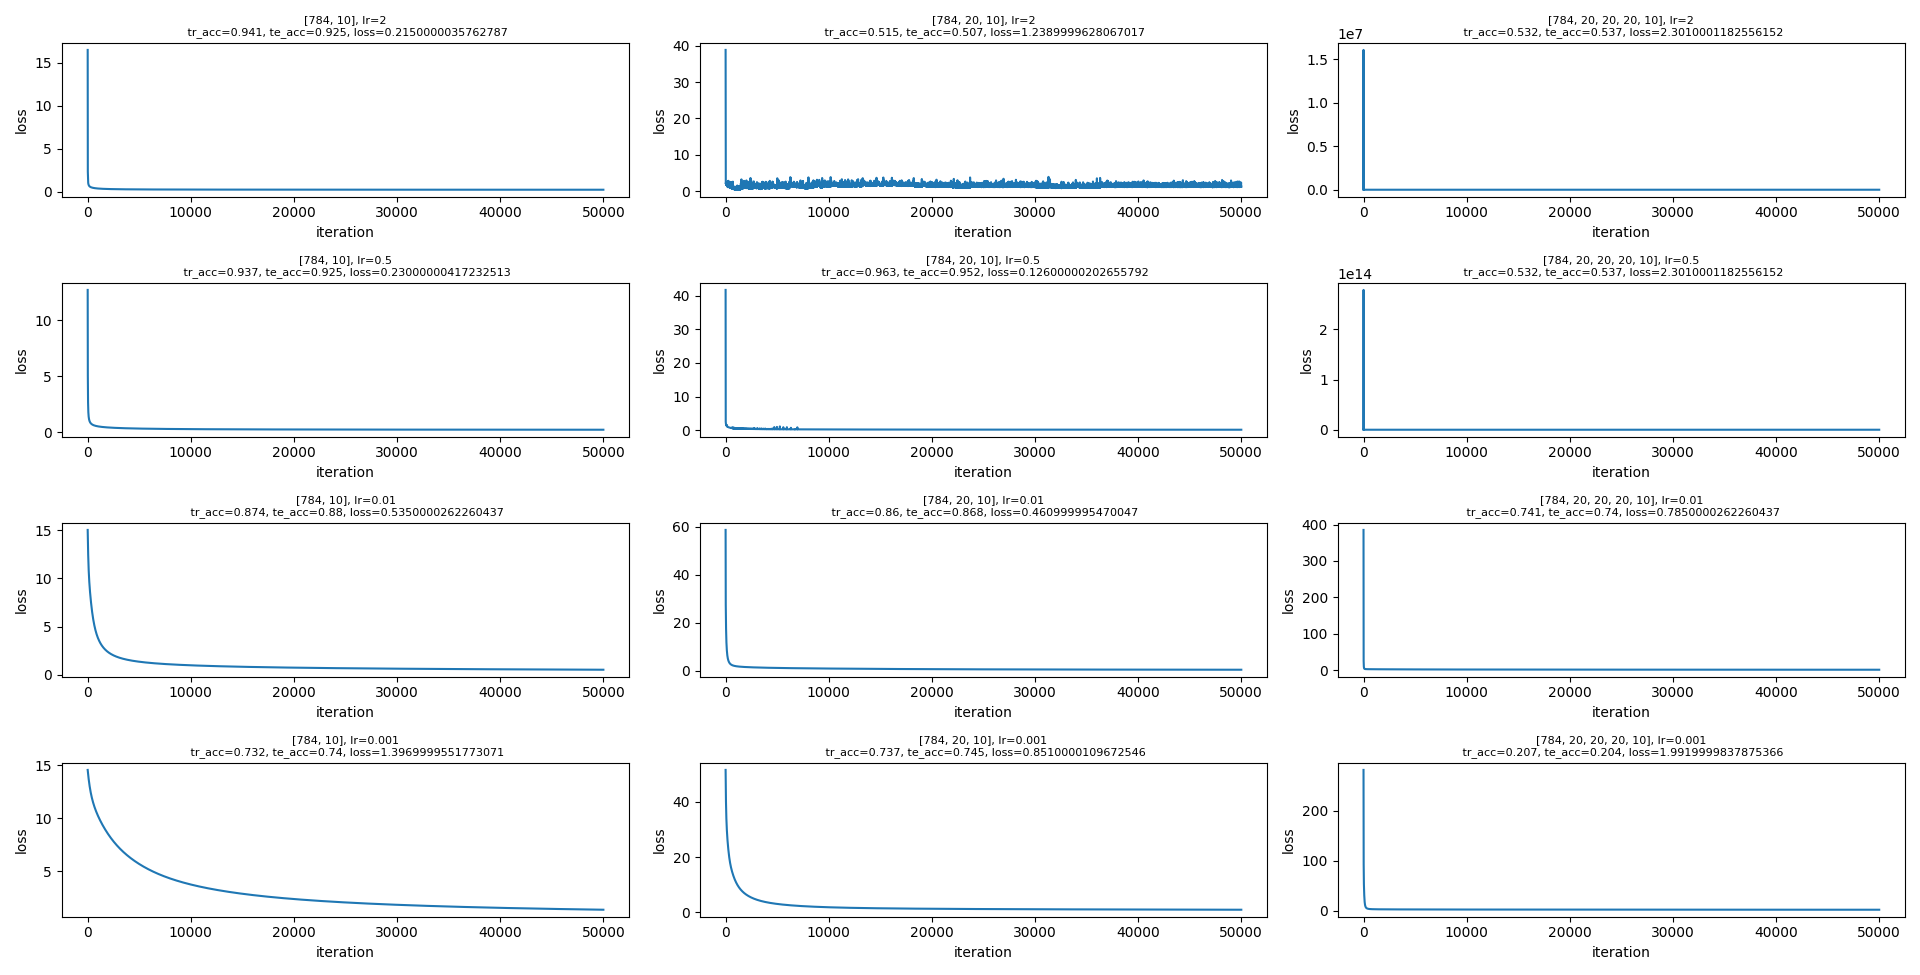 [784, 10], lr=2
tr_acc=0.941, te_acc=0.925, loss=0.2150000035762787
15
10
5
0
loss
0 10000 20000 30000 40000 50000
iteration
[784, 20, 10], lr=2
tr_acc=0.515, te_acc=0.507, loss=1.2389999628067017
40
30
20
10
0
loss
0 10000 20000 30000 40000 50000
iteration
[784, 20, 20, 20, 10], lr=2
tr_acc=0.532, te_acc=0.537, loss=2.3010001182556152
1e7
1.5
1.0
0.5
0.0
loss
0 10000 20000 30000 40000 50000
iteration
[784, 10], lr=0.5
tr_acc=0.937, te_acc=0.925, loss=0.23000000417232513
10
5
0
loss
0 10000 20000 30000 40000 50000
iteration
[784, 20, 10], lr=0.5
tr_acc=0.963, te_acc=0.952, loss=0.12600000202655792
40
30
20
10
0
loss
0 10000 20000 30000 40000 50000
iteration
[784, 20, 20, 20, 10], lr=0.5
tr_acc=0.532, te_acc=0.537, loss=2.3010001182556152
1e14
2
1
0
loss
0 10000 20000 30000 40000 50000
iteration
[784, 10], lr=0.01
tr_acc=0.874, te_acc=0.88, loss=0.5350000262260437
15
10
5
0
loss
0 10000 20000 30000 40000 50000
iteration
[784, 20, 10], lr=0.01
tr_acc=0.86, te_acc=0.868, loss=0.460999995470047
60
40
20
0
loss
0 10000 20000 30000 40000 50000
iteration
[784, 20, 20, 20, 10], lr=0.01
tr_acc=0.741, te_acc=0.74, loss=0.7850000262260437
400
300
200
100
0
loss
0 10000 20000 30000 40000 50000
iteration
[784, 10], lr=0.001
tr_acc=0.732, te_acc=0.74, loss=1.3969999551773071
15
10
5
loss
0 10000 20000 30000 40000 50000
iteration
[784, 20, 10], lr=0.001
tr_acc=0.737, te_acc=0.745, loss=0.8510000109672546
40
20
0
loss
0 10000 20000 30000 40000 50000
iteration
[784, 20, 20, 20, 10], lr=0.001
tr_acc=0.207, te_acc=0.204, loss=1.9919999837875366
200
100
0
loss
0 10000 20000 30000 40000 50000
iteration